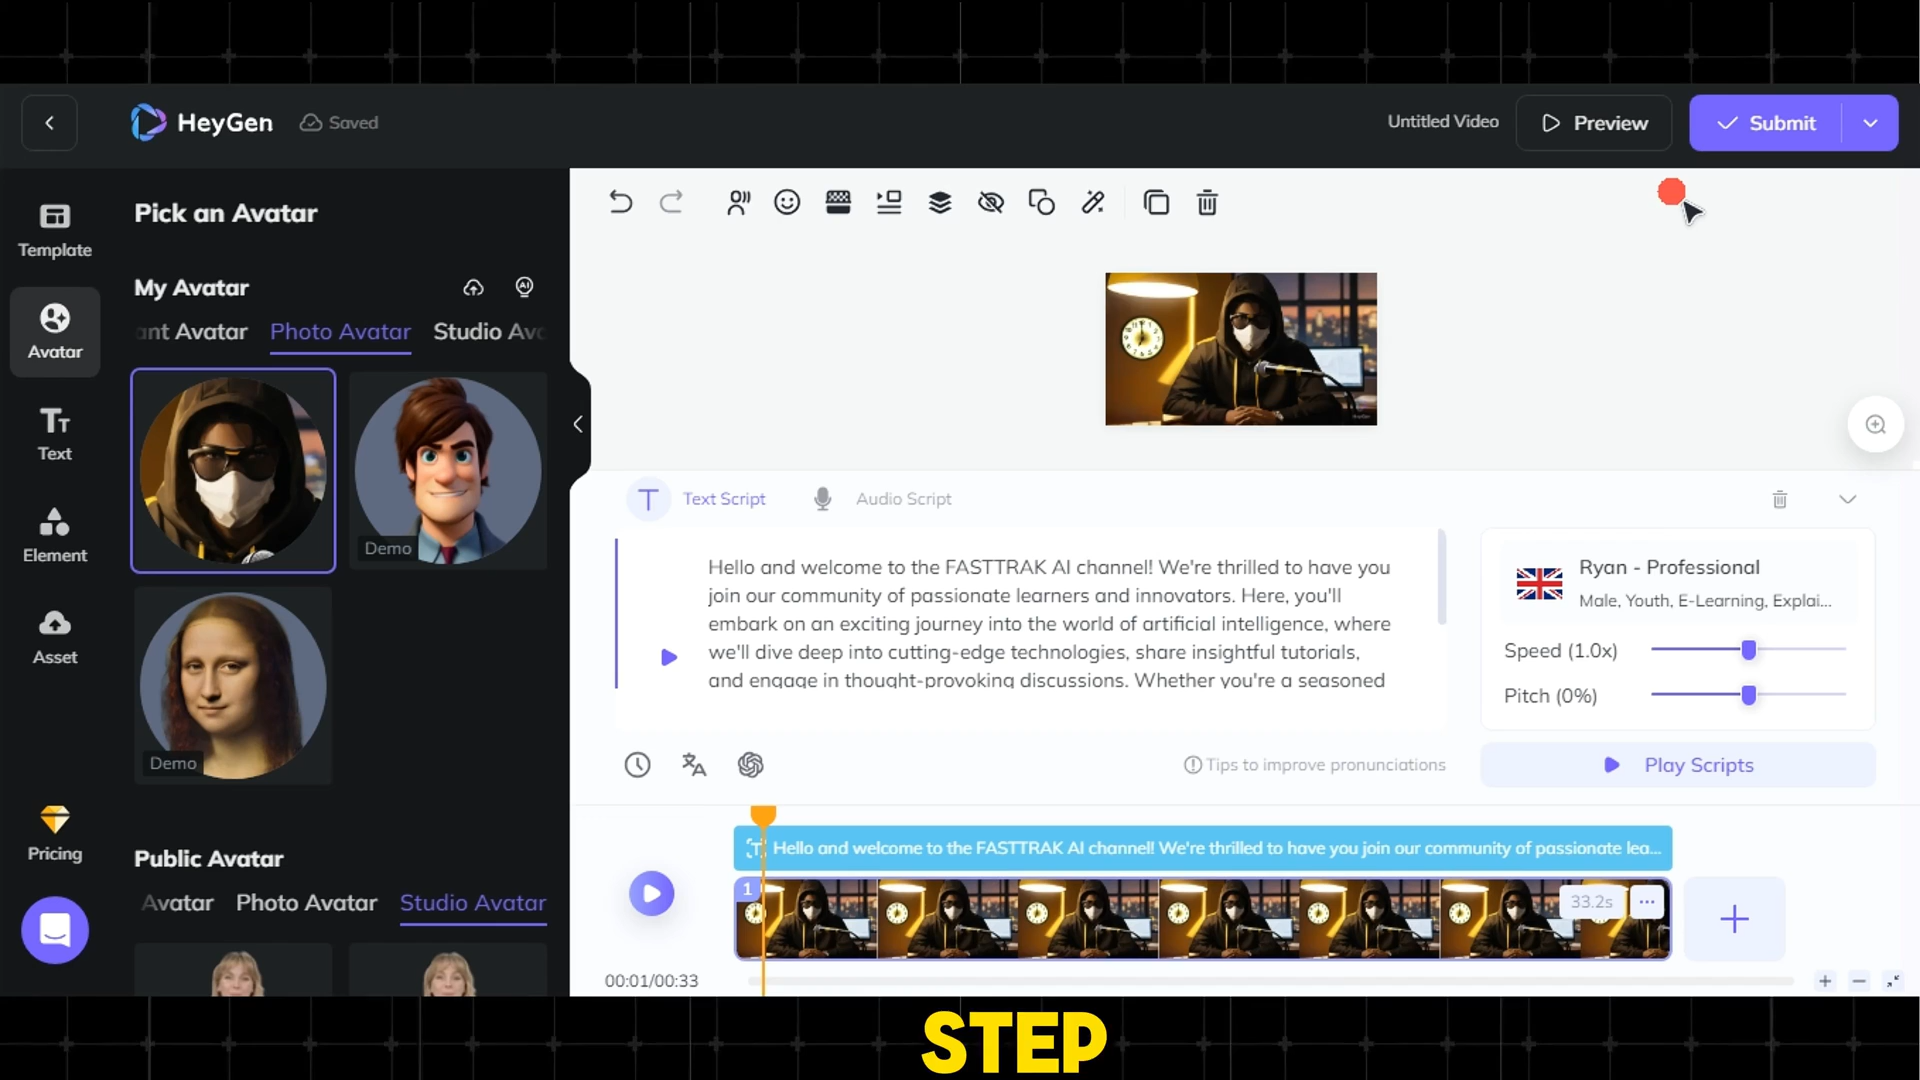 HeyGen
Saved
Untitled Video
Preview
Submit
Template
Avatar
Text
Element
Asset
Pricing
Pick an Avatar
My Avatar
ant Avatar
Photo Avatar
Studio Avc
Demo
Demo
Public Avatar
Avatar
Photo Avatar
Studio Avatar
HeyGen
Text Script
Audio Script
Hello and welcome to the FASTTRAK AI channel! We're thrilled to have you
join our community of passionate learners and innovators. Here, you'll
embark on an exciting journey into the world of artificial intelligence, where
we'll dive deep into cutting-edge technologies, share insightful tutorials,
and engage in thought-provoking discussions. Whether you're a seasoned
Tips to improve pronunciations
Ryan - Professional
Male, Youth, E-Learning, Explai...
Speed (1.0x)
Pitch (0%)
Play Scripts
Hello and welcome to the FASTTRAK AI channel! We're thrilled to have you join our community of passionate lea...
1
33.2s
00:01/00:33
STEP